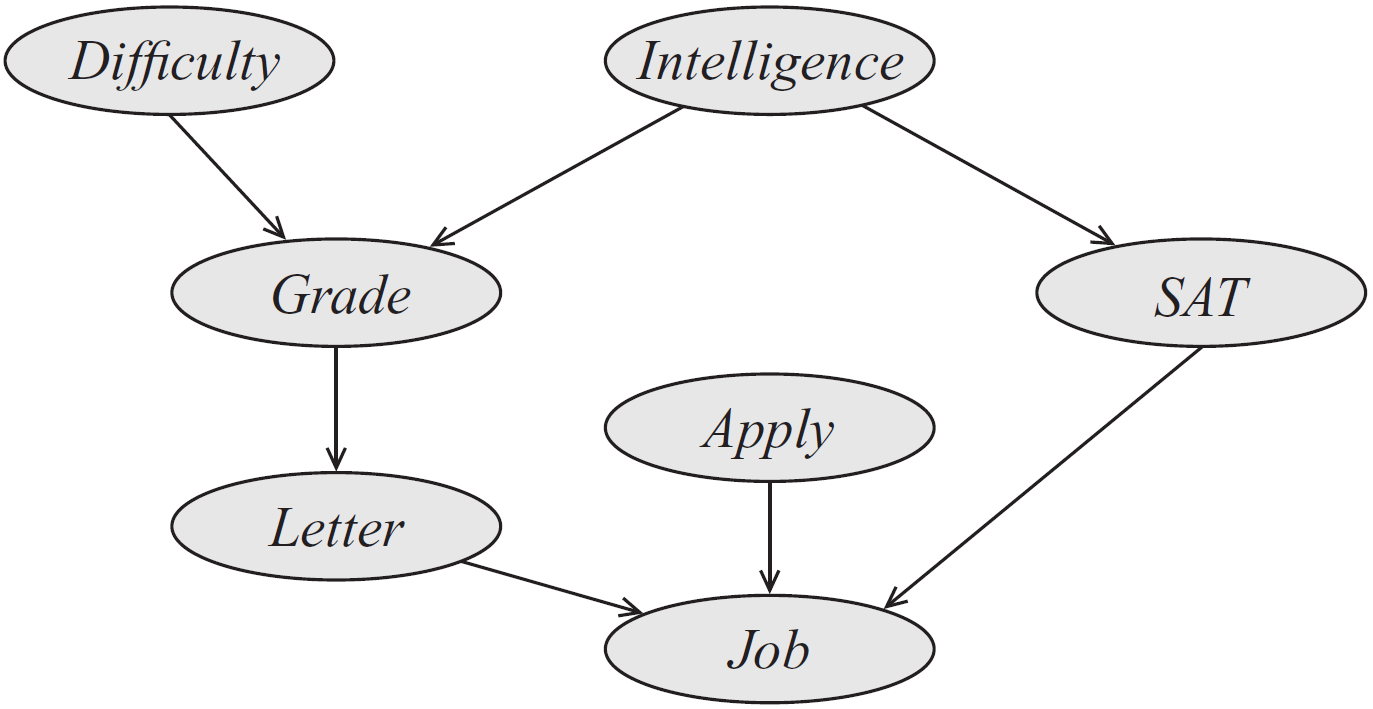 Difficulty
Intelligence
Grade
SAT
Apply
Letter
Job